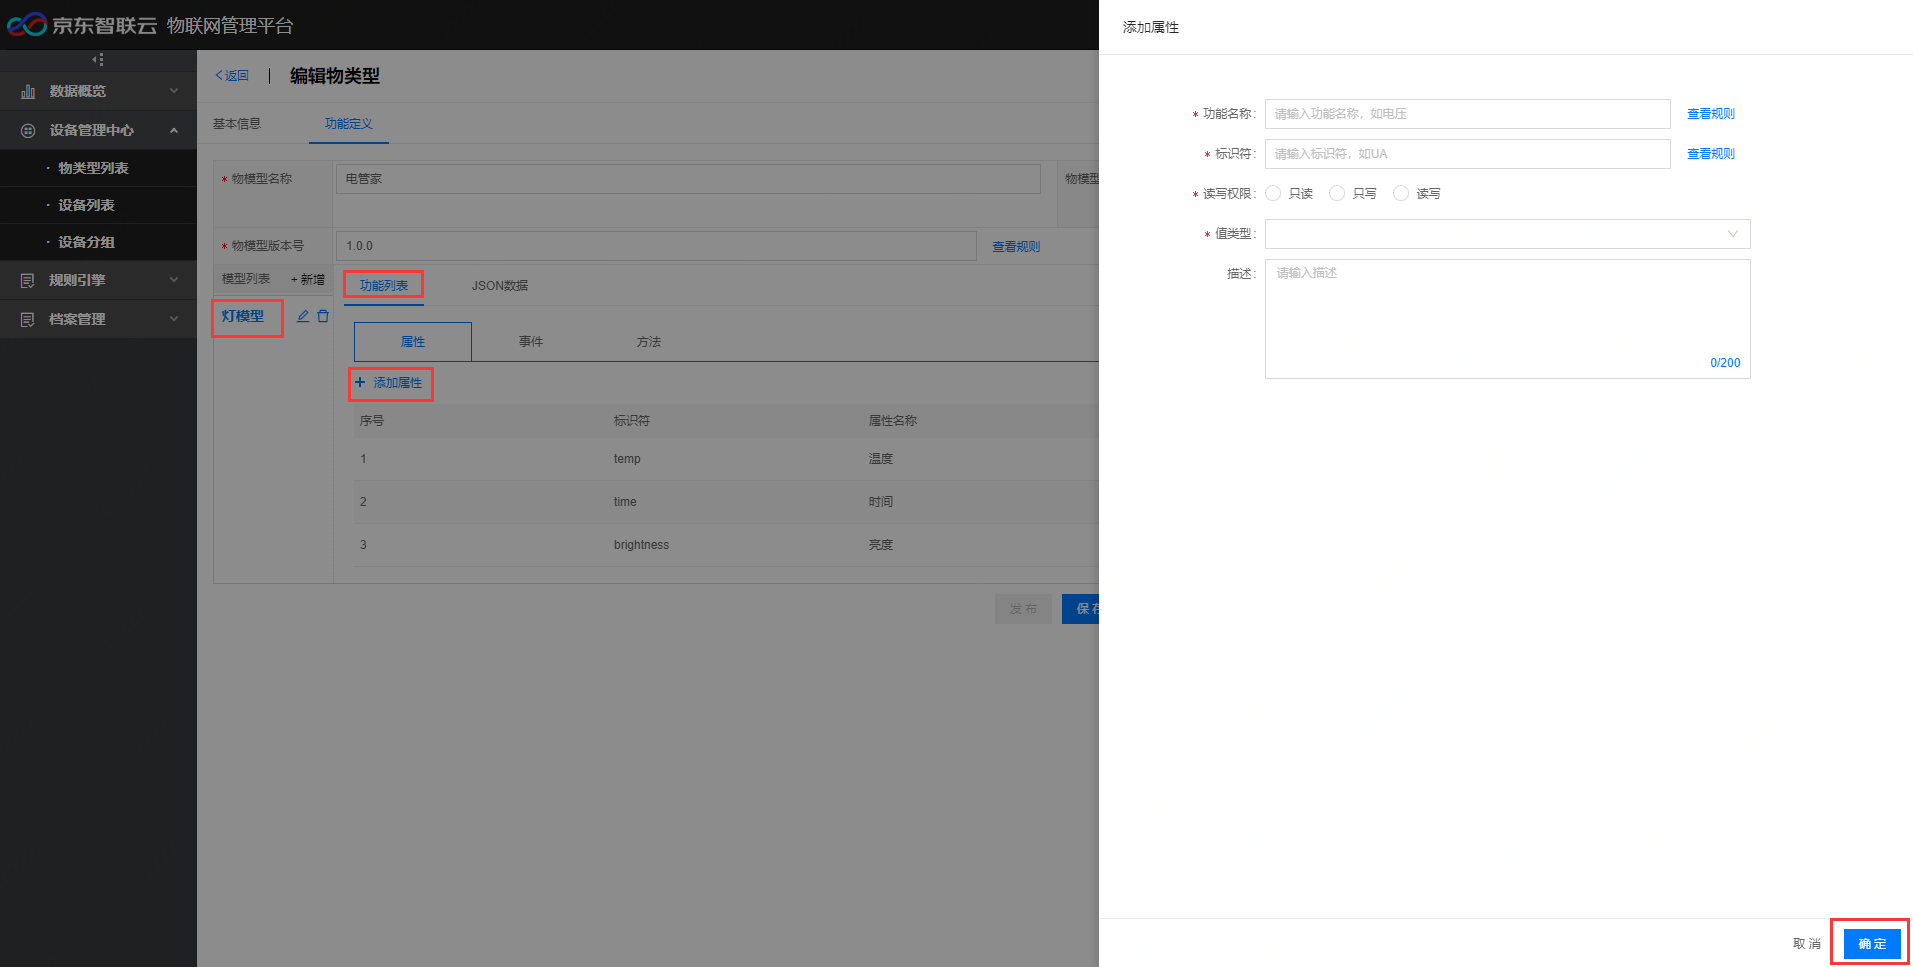 京东智联云 物联网管理平台
数据概览
设备管理中心
· 物类型列表
· 设备列表
· 设备分组
规则引擎
档案管理
<返回 | 编辑物类型
基本信息 功能定义
* 物模型名称 电管家 物模型
* 物模型版本号 1.0.0 查看规则
模型列表 + 新增 功能列表 JSON数据
灯模型
属性 事件 方法
+ 添加属性
序号 标识符 属性名称
1 temp 温度
2 time 时间
3 brightness 亮度
发布 保存
添加属性
* 功能名称: 请输入功能名称，如电压 查看规则
* 标识符: 请输入标识符，如UA 查看规则
* 读写权限: 只读 只写 读写
* 值类型:
描述: 请输入描述
0/200
取消 确定